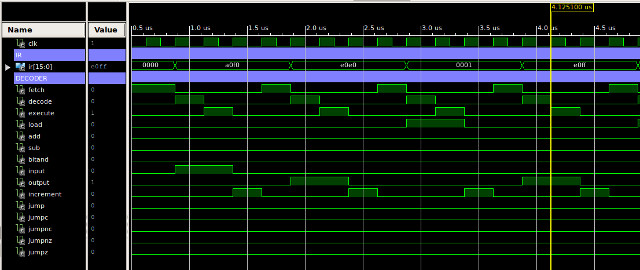 4.125100 us
0.5 us 1.0 us 1.5 us 2.0 us 2.5 us 3.0 us 3.5 us 4.0 us 4.5 us
Name Value
clk 1
IR
ir[15:0] e0ff 0000 a0f0 e0e0 0001 e0ff
DECODER
fetch 0
decode 0
execute 1
load 0
add 0
sub 0
bitand 0
input 0
output 1
increment 0
jump 0
jumpc 0
jumpnc 0
jumpnz 0
jumpz 0